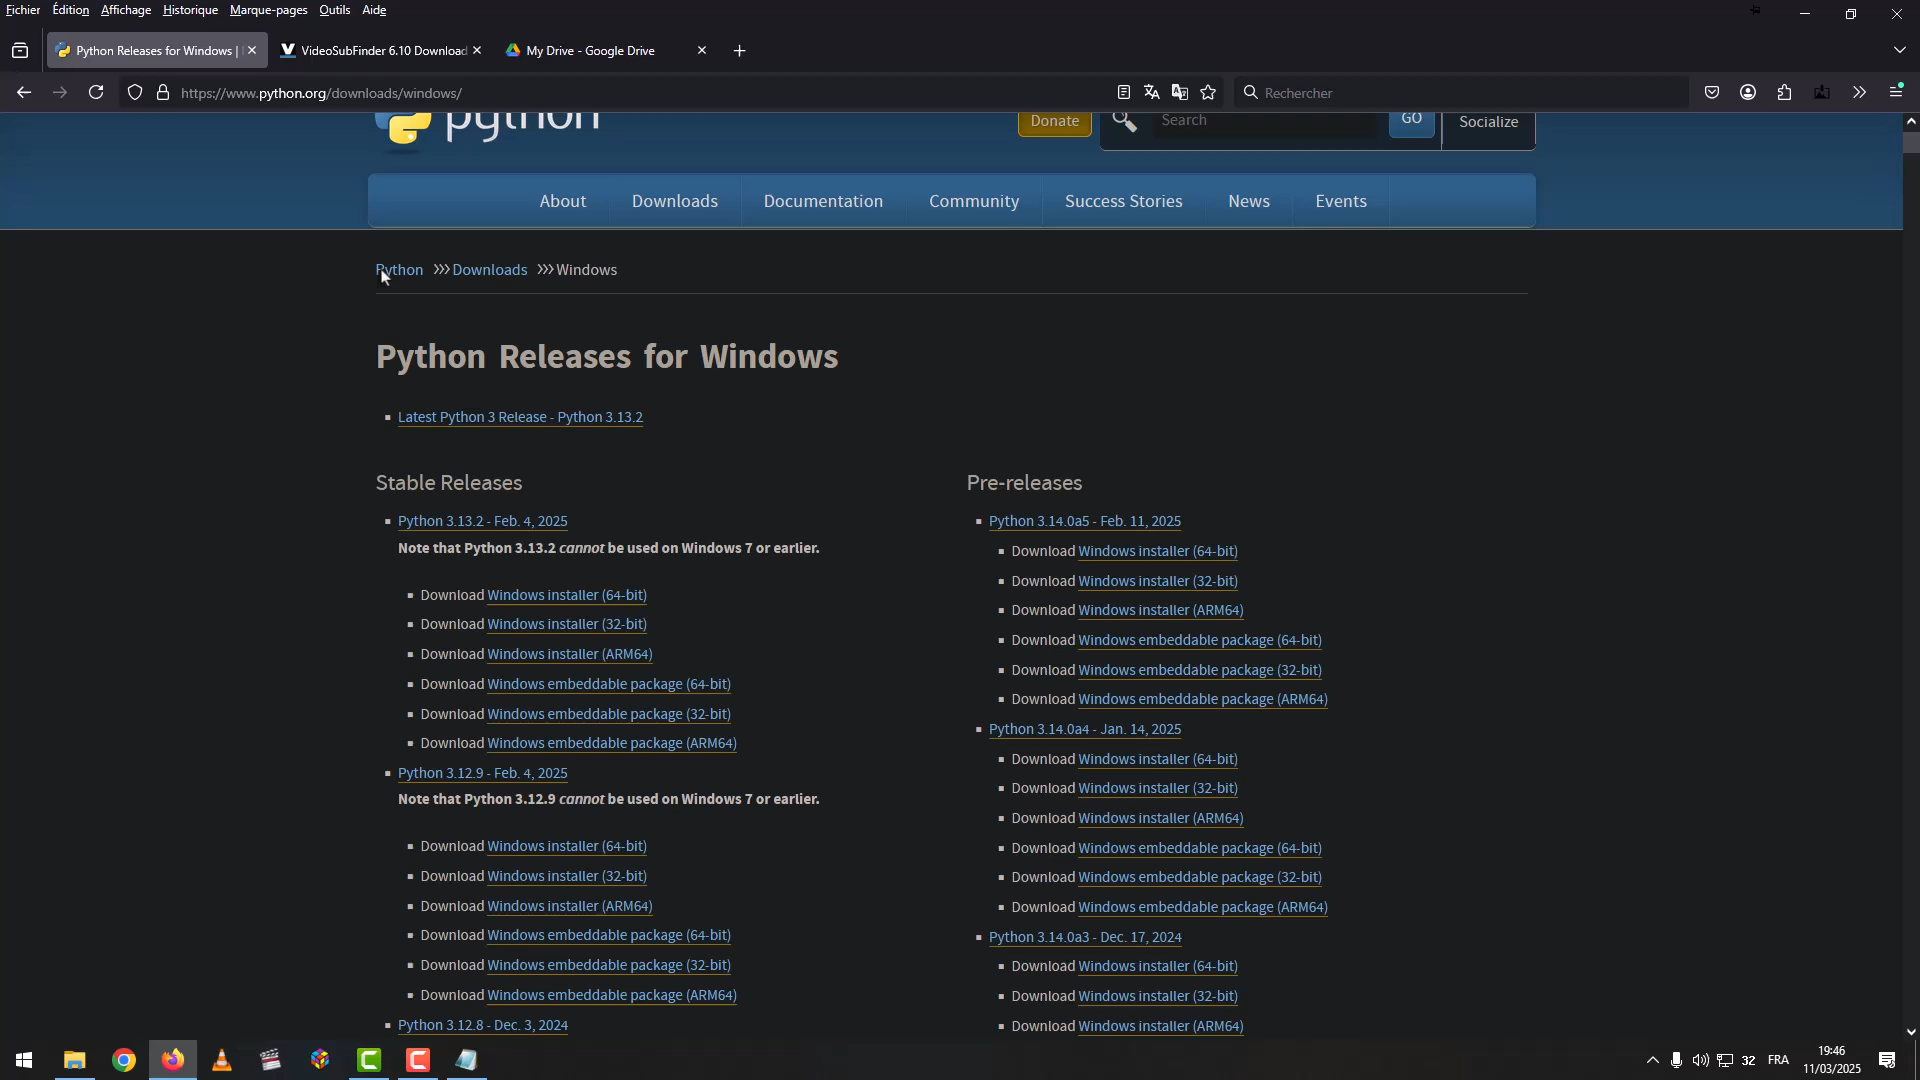 Fichier Édition Affichage Historique Marque-pages Outils Aide
Python Releases for Windows | VideoSubFinder 6.10 Download My Drive - Google Drive
https://www.python.org/downloads/windows/ Rechercher
python Donate Search GO Socialize
About Downloads Documentation Community Success Stories News Events
Python >>> Downloads >>> Windows
Python Releases for Windows
Latest Python 3 Release - Python 3.13.2
Stable Releases
Python 3.13.2 - Feb. 4, 2025
Note that Python 3.13.2 cannot be used on Windows 7 or earlier.
Download Windows installer (64-bit)
Download Windows installer (32-bit)
Download Windows installer (ARM64)
Download Windows embeddable package (64-bit)
Download Windows embeddable package (32-bit)
Download Windows embeddable package (ARM64)
Python 3.12.9 - Feb. 4, 2025
Note that Python 3.12.9 cannot be used on Windows 7 or earlier.
Download Windows installer (64-bit)
Download Windows installer (32-bit)
Download Windows installer (ARM64)
Download Windows embeddable package (64-bit)
Download Windows embeddable package (32-bit)
Download Windows embeddable package (ARM64)
Python 3.12.8 - Dec. 3, 2024
Pre-releases
Python 3.14.0a5 - Feb. 11, 2025
Download Windows installer (64-bit)
Download Windows installer (32-bit)
Download Windows installer (ARM64)
Download Windows embeddable package (64-bit)
Download Windows embeddable package (32-bit)
Download Windows embeddable package (ARM64)
Python 3.14.0a4 - Jan. 14, 2025
Download Windows installer (64-bit)
Download Windows installer (32-bit)
Download Windows installer (ARM64)
Download Windows embeddable package (64-bit)
Download Windows embeddable package (32-bit)
Download Windows embeddable package (ARM64)
Python 3.14.0a3 - Dec. 17, 2024
Download Windows installer (64-bit)
Download Windows installer (32-bit)
Download Windows installer (ARM64)
32 FRA 19:46
11/03/2025